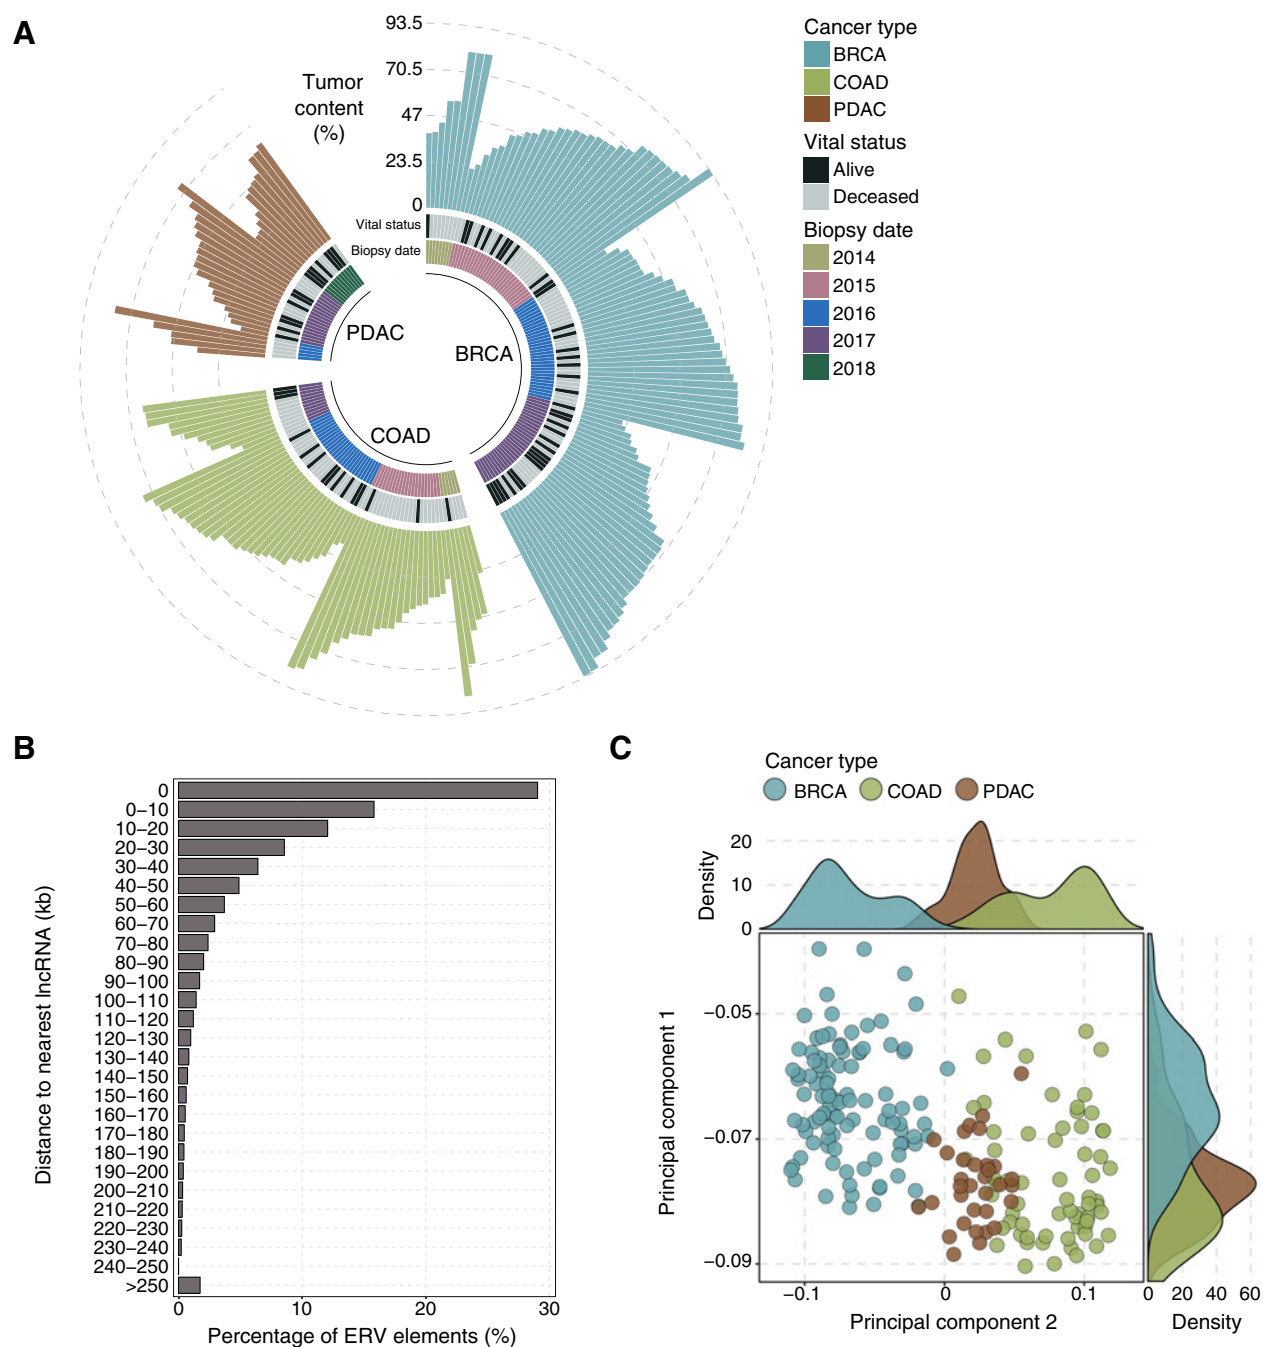 A
93.5
70.5
47
23.5
0
Tumor
content
(%)
Vital status
Biopsy date
PDAC
BRCA
COAD
Cancer type
BRCA
COAD
PDAC
Vital status
Alive
Deceased
Biopsy date
2014
2015
2016
2017
2018
B
Distance to nearest lncRNA (kb)
0
0–10
10–20
20–30
30–40
40–50
50–60
60–70
70–80
80–90
90–100
100–110
110–120
120–130
130–140
140–150
150–160
160–170
170–180
180–190
190–200
200–210
210–220
220–230
230–240
240–250
>250
0 10 20 30
Percentage of ERV elements (%)
C
Cancer type
BRCA COAD PDAC
Density
20
10
0
Principal component 1
−0.05
−0.07
−0.09
−0.1 0 0.1
Principal component 2
0 20 40 60
Density